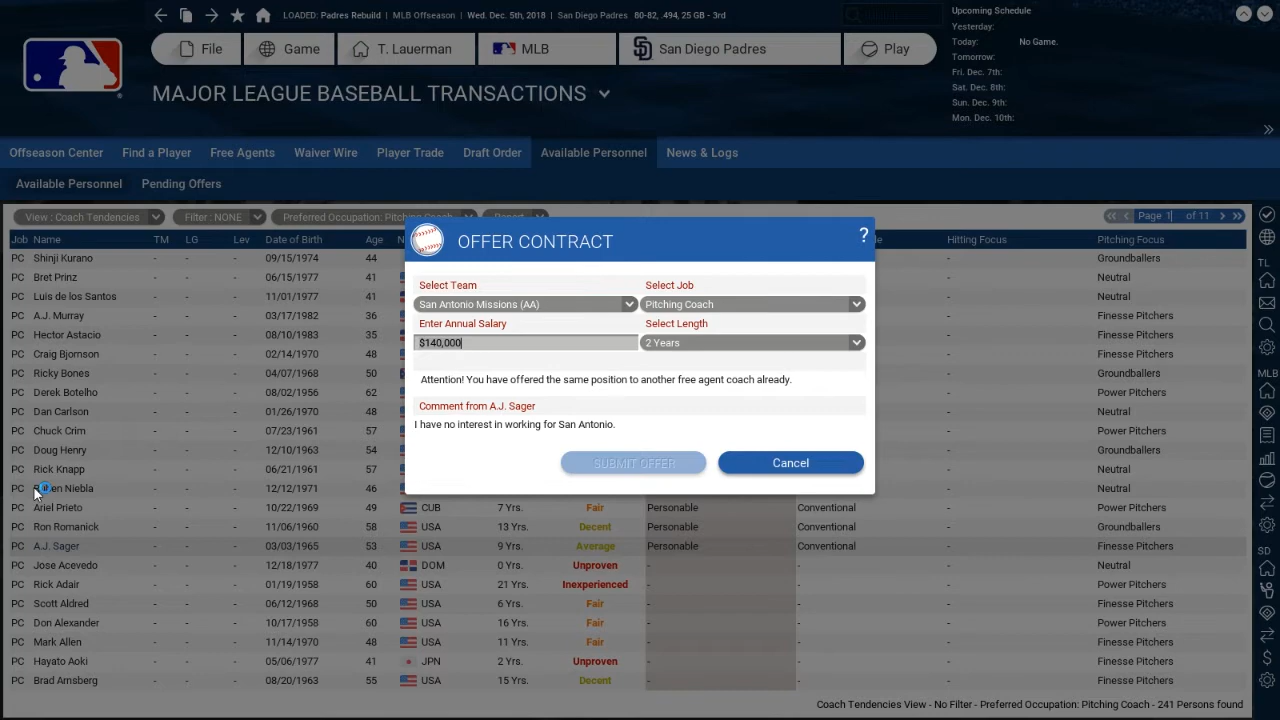 LOADED: Padres Rebuild | MLB Offseason | Wed. Dec. 5th, 2018 | San Diego Padres 80-82, .494, 25 GB - 3rd
Upcoming Schedule
Yesterday:
Today: No Game.
Tomorrow:
Fri. Dec. 7th:
Sat. Dec. 8th:
Sun. Dec. 9th:
Mon. Dec. 10th:
File Game T. Lauerman MLB San Diego Padres Play
MAJOR LEAGUE BASEBALL TRANSACTIONS
Offseason Center Find a Player Free Agents Waiver Wire Player Trade Draft Order Available Personnel News & Logs
Available Personnel Pending Offers
View : Coach Tendencies Filter : NONE Preferred Occupation: Pitching Coach Report Page 1 of 11
Job Name TM LG Lev Date of Birth Age Hitting Focus Pitching Focus
PC Shinji Kurano - - - 09/15/1974 44 - Groundballers
PC Bret Prinz - - - 06/15/1977 41 - Neutral
PC Luis de los Santos - - - 11/01/1977 41 - Neutral
PC A.J. Murray - - - 03/17/1982 36 - Finesse Pitchers
PC Hector Astacio - - - 08/10/1983 35 - Finesse Pitchers
PC Craig Bjornson - - - 02/14/1970 48 - Finesse Pitchers
PC Ricky Bones - - - 04/07/1968 50 - Neutral
PC Derek Botelho - - - 08/02/1956 62 - Power Pitchers
PC Dan Carlson - - - 01/26/1970 48 - Neutral
PC Chuck Crim - - - 07/23/1961 57 - Power Pitchers
PC Doug Henry - - - 12/10/1963 54 - Finesse Pitchers
PC Rick Knapp - - - 06/21/1961 57 - Neutral
PC Ruben Niebla - - - 12/12/1971 46 - Neutral
PC Ariel Prieto - - - 10/22/1969 49 CUB 7 Yrs. Fair Personable Conventional - Finesse Pitchers
PC Ron Romanick - - - 11/06/1960 58 USA 13 Yrs. Decent Personable Conventional - Groundballers
PC A.J. Sager - - - 03/03/1965 53 USA 9 Yrs. Average Personable Conventional - Finesse Pitchers
PC Jose Acevedo - - - 12/18/1977 40 DOM 0 Yrs. Unproven - - - Neutral
PC Rick Adair - - - 01/19/1958 60 USA 21 Yrs. Inexperienced - - - Power Pitchers
PC Scott Aldred - - - 06/12/1968 50 USA 6 Yrs. Fair - - - Finesse Pitchers
PC Don Alexander - - - 10/17/1958 60 USA 16 Yrs. Fair - - - Power Pitchers
PC Mark Allen - - - 11/14/1970 48 USA 11 Yrs. Fair - - - Finesse Pitchers
PC Hayato Aoki - - - 05/06/1977 41 JPN 2 Yrs. Unproven - - - Finesse Pitchers
PC Brad Arnsberg - - - 08/20/1963 55 USA 15 Yrs. Decent - - - Finesse Pitchers
Coach Tendencies View - No Filter - Preferred Occupation: Pitching Coach - 241 Persons found
OFFER CONTRACT ?
Select Team Select Job
San Antonio Missions (AA) Pitching Coach
Enter Annual Salary Select Length
$140,000 2 Years
Attention! You have offered the same position to another free agent coach already.
Comment from A.J. Sager
I have no interest in working for San Antonio.
SUBMIT OFFER Cancel
TL
MLB
SD